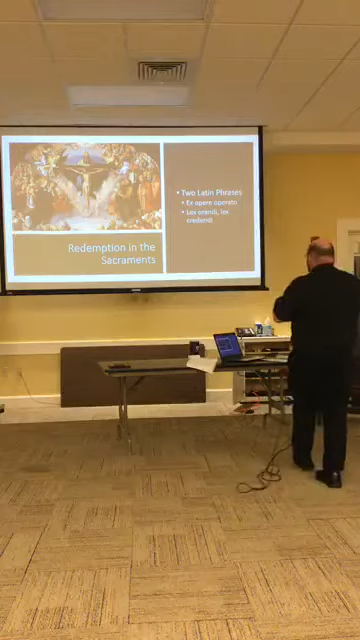 Redemption in the
Sacraments
• Two Latin Phrases
• Ex opere operato
• Lex orandi, lex
credendi